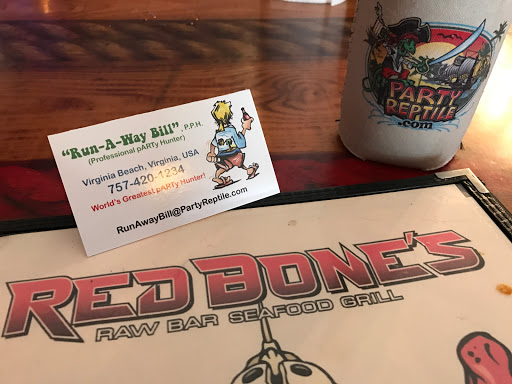 "Run-A-Way Bill", P.P.H.
(Professional pARTy Hunter)
Virginia Beach, Virginia, USA
757-420-1234
World's Greatest pARTy Hunter!
RunAwayBill@PartyReptile.com
PARTY
REPTILE
.com
RED BONE'S
RAW BAR SEAFOOD GRILL